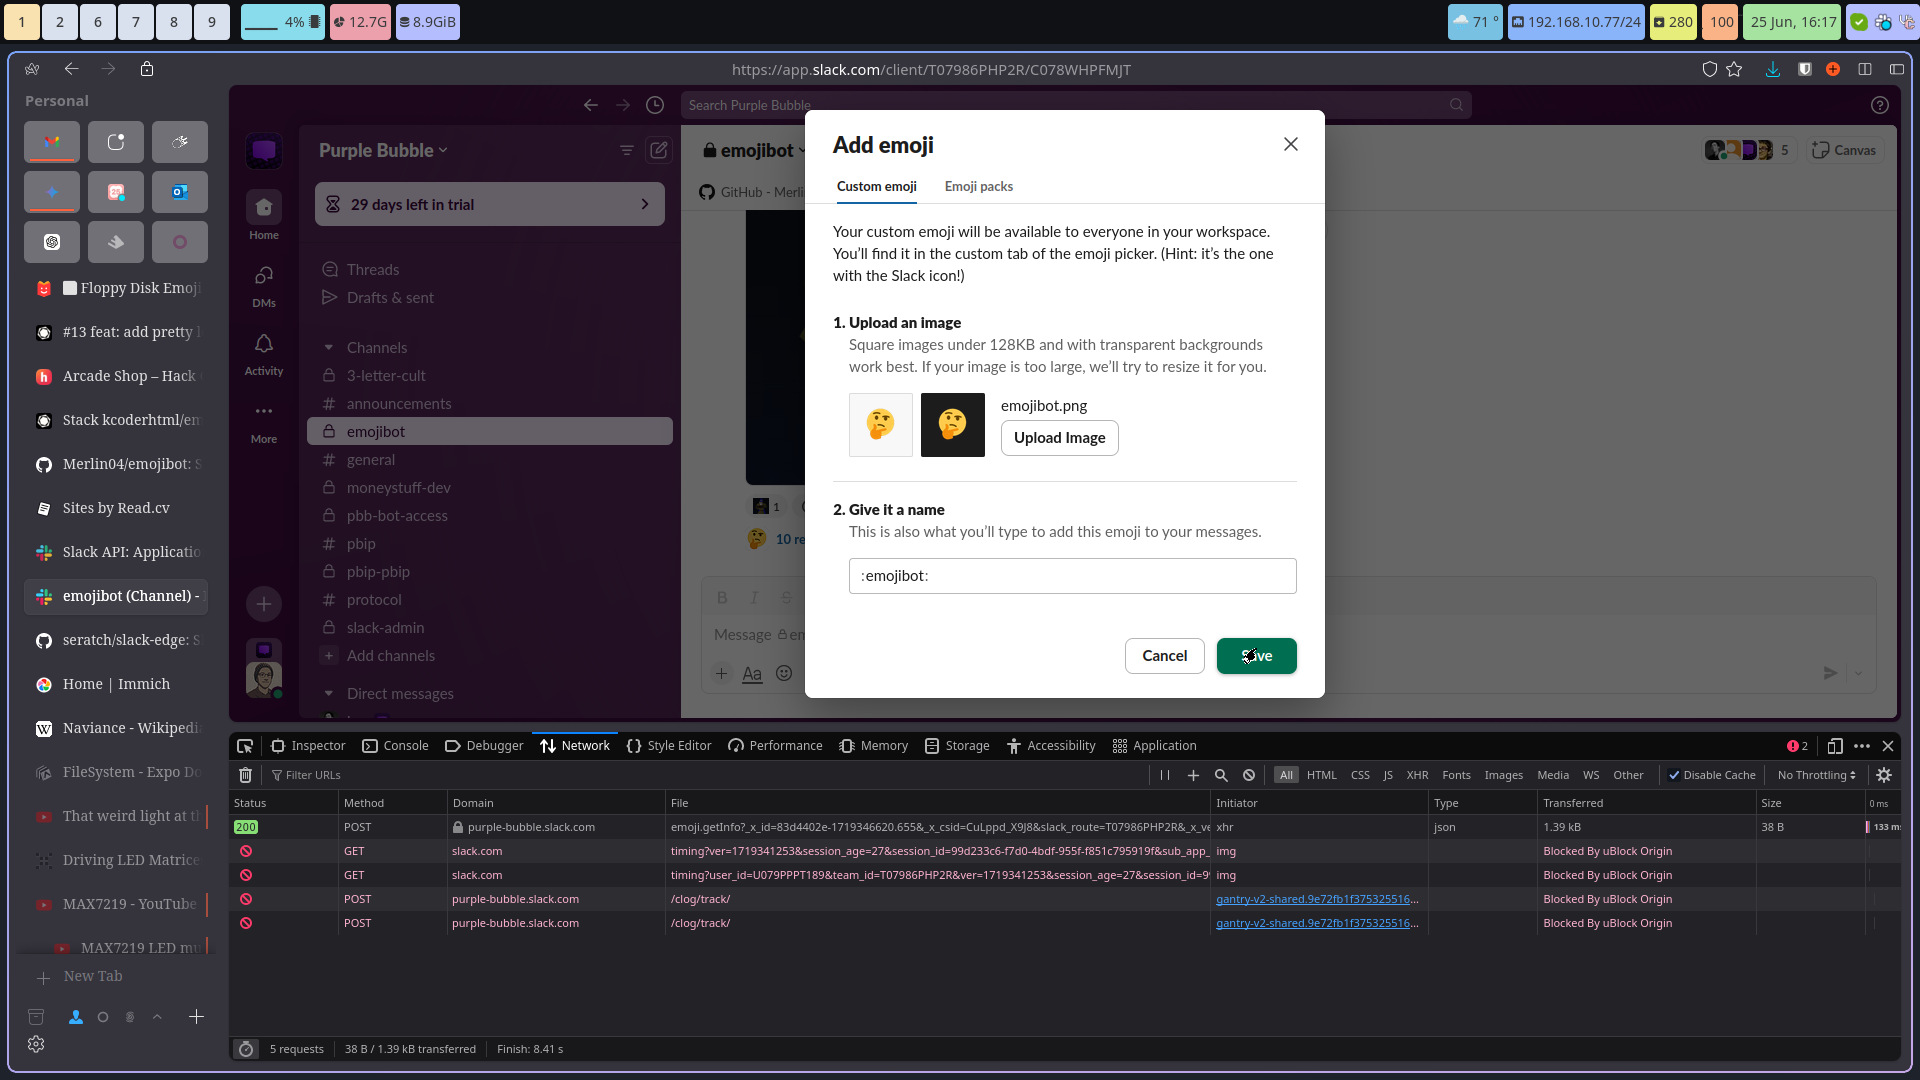 1
2
6
7
8
9
4%
12.7G
8.9GiB
71 °
192.168.10.77/24
280
100
25 Jun, 16:17
https://app.slack.com/client/T07986PHP2R/C078WHPFMJT
Personal
Floppy Disk Emoji
#13 feat: add pretty
Arcade Shop – Hack
Stack kcoderhtml/em
Merlin04/emojibot: S
Sites by Read.cv
Slack API: Applicatio
emojibot (Channel) -
seratch/slack-edge: S
Home | Immich
Naviance - Wikipedi
FileSystem - Expo Do
That weird light at t
Driving LED Matrice
MAX7219 - YouTube
MAX7219 LED mu
New Tab
Search Purple Bubble
Purple Bubble
29 days left in trial
Home
DMs
Activity
More
Threads
Drafts & sent
Channels
3-letter-cult
announcements
emojibot
general
moneystuff-dev
pbb-bot-access
pbip
pbip-pbip
protocol
slack-admin
Add channels
Direct messages
emojibot
5
Canvas
GitHub - Merli
1
10 re
Message em
Add emoji
Custom emoji
Emoji packs
Your custom emoji will be available to everyone in your workspace.
You'll find it in the custom tab of the emoji picker. (Hint: it's the one
with the Slack icon!)
1. Upload an image
Square images under 128KB and with transparent backgrounds
work best. If your image is too large, we'll try to resize it for you.
emojibot.png
Upload Image
2. Give it a name
This is also what you'll type to add this emoji to your messages.
:emojibot:
Cancel
Save
Inspector
Console
Debugger
Network
Style Editor
Performance
Memory
Storage
Accessibility
Application
2
Filter URLs
All
HTML
CSS
JS
XHR
Fonts
Images
Media
WS
Other
Disable Cache
No Throttling
Status
Method
Domain
File
Initiator
Type
Transferred
Size
0 ms
200 POST purple-bubble.slack.com emoji.getInfo?_x_id=83d4402e-1719346620.655&_x_csid=CuLppd_X9J8&slack_route=T07986PHP2R&_x_ve xhr json 1.39 kB 38 B 133 ms
GET slack.com timing?ver=1719341253&session_age=27&session_id=99d233c6-f7d0-4bdf-955f-f851c795919f&sub_app_ img Blocked By uBlock Origin
GET slack.com timing?user_id=U079PPPT189&team_id=T07986PHP2R&ver=1719341253&session_age=27&session_id=9 img Blocked By uBlock Origin
POST purple-bubble.slack.com /clog/track/ gantry-v2-shared.9e72fb1f375325516... Blocked By uBlock Origin
POST purple-bubble.slack.com /clog/track/ gantry-v2-shared.9e72fb1f375325516... Blocked By uBlock Origin
5 requests
38 B / 1.39 kB transferred
Finish: 8.41 s